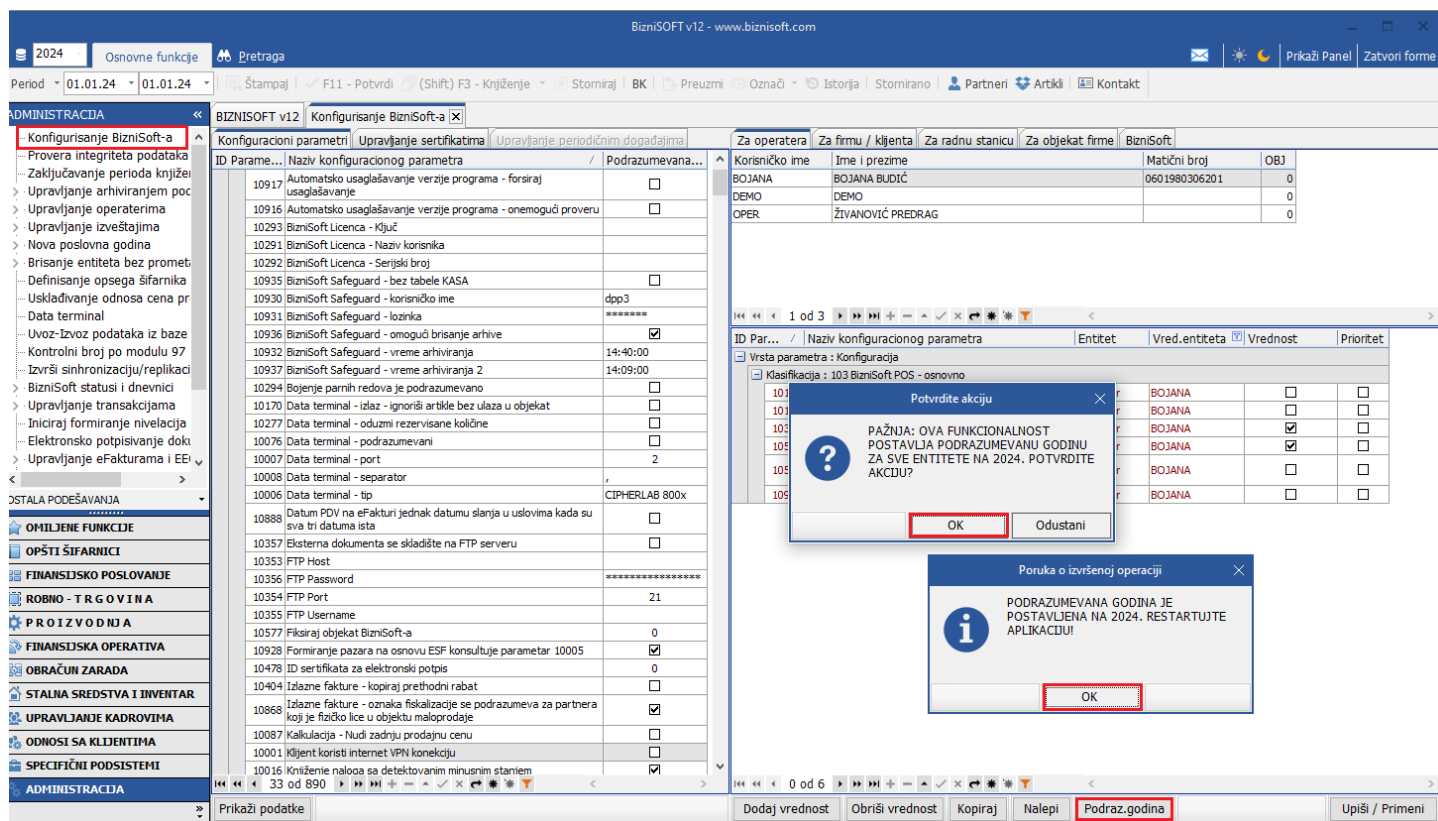 BizniSOFT v12 - www.biznisoft.com
2024 Osnovne funkcije Pretraga Prikaži Panel Zatvori forme
Period 01.01.24 01.01.24 Štampaj F11 - Potvrdi (Shift) F3 - Knjiženje Storniraj BK Preuzmi Označi Istorija Stornirano Partneri Artikli Kontakt
ADMINISTRACIJA «
Konfigurisanje BizniSoft-a
Provera integriteta podataka
Zaključavanje perioda knjižer
Upravljanje arhiviranjem poc
Upravljanje operaterima
Upravljanje izveštajima
Nova poslovna godina
Brisanje entiteta bez prometa
Definisanje opsega šifarnika
Usklađivanje odnosa cena pr
Data terminal
Uvoz-Izvoz podataka iz baze
Kontrolni broj po modulu 97
Izvrši sinhronizaciju/replikaci
BizniSoft statusi i dnevnici
Upravljanje transakcijama
Iniciraj formiranje nivelacija
Elektronsko potpisivanje doku
Upravljanje eFakturama i EE
OSTALA PODEŠAVANJA
OMILJENE FUNKCIJE
OPŠTI ŠIFARNICI
FINANSIJSKO POSLOVANJE
ROBNO - T R G O V I N A
P R O I Z V O D N J A
FINANSIJSKA OPERATIVA
OBRAČUN ZARADA
STALNA SREDSTVA I INVENTAR
UPRAVLJANJE KADROVIMA
ODNOSI SA KLIJENTIMA
SPECIFIČNI PODSISTEMI
ADMINISTRACIJA
BIZNISOFT v12 Konfigurisanje BizniSoft-a
Konfiguracioni parametri Upravljanje sertifikatima Upravljanje periodičnim događajima
ID Parame... Naziv konfiguracionog parametra Podrazumevana...
10917 Automatsko usaglašavanje verzije programa - forsiraj
usaglašavanje
10916 Automatsko usaglašavanje verzije programa - onemogući proveru
10293 BizniSoft Licenca - Ključ
10291 BizniSoft Licenca - Naziv korisnika
10292 BizniSoft Licenca - Serijski broj
10935 BizniSoft Safeguard - bez tabele KASA
10930 BizniSoft Safeguard - korisničko ime dpp3
10931 BizniSoft Safeguard - lozinka *******
10936 BizniSoft Safeguard - omogući brisanje arhive
10932 BizniSoft Safeguard - vreme arhiviranja 14:40:00
10937 BizniSoft Safeguard - vreme arhiviranja 2 14:09:00
10294 Bojenje parnih redova je podrazumevano
10170 Data terminal - izlaz - ignoriši artikle bez ulaza u objekat
10277 Data terminal - oduzmi rezervisane količine
10076 Data terminal - podrazumevani
10007 Data terminal - port 2
10008 Data terminal - separator ,
10006 Data terminal - tip CIPHERLAB 800x
10888 Datum PDV na eFakturi jednak datumu slanja u uslovima kada su
sva tri datuma ista
10357 Eksterna dokumenta se skladište na FTP serveru
10353 FTP Host
10356 FTP Password ****************
10354 FTP Port 21
10355 FTP Username
10577 Fiksiraj objekat BizniSoft-a 0
10928 Formiranje pazara na osnovu ESF konsultuje parametar 10005
10478 ID sertifikata za elektronski potpis 0
10404 Izlazne fakture - kopiraj prethodni rabat
10868 Izlazne fakture - oznaka fiskalizacije se podrazumeva za partnera
koji je fizičko lice u objektu maloprodaje
10087 Kalkulacija - Nudi zadnju prodajnu cenu
10001 Klijent koristi internet VPN konekciju
10016 Knjiženje naloga sa detektovanim minusnim stanjem
33 od 890
Prikaži podatke
Za operatera Za firmu / klijenta Za radnu stanicu Za objekat firme BizniSoft
Korisničko ime Ime i prezime Matični broj OBJ
BOJANA BOJANA BUDIĆ 0601980306201 0
DEMO DEMO 0
OPER ŽIVANOVIĆ PREDRAG 0
1 od 3
ID Par... Naziv konfiguracionog parametra Entitet Vred.entiteta Vrednost Prioritet
Vrsta parametra : Konfiguracija
Klasifikacija : 103 BizniSoft POS - osnovno
101 r BOJANA
101 r BOJANA
103 r BOJANA
105 r BOJANA
105 r BOJANA
109 r BOJANA
Potvrdite akciju
PAŽNJA: OVA FUNKCIONALNOST
POSTAVLJA PODRAZUMEVANU GODINU
ZA SVE ENTITETE NA 2024. POTVRDITE
AKCIJU?
OK Odustani
Poruka o izvršenoj operaciji
PODRAZUMEVANA GODINA JE
POSTAVLJENA NA 2024. RESTARTUJTE
APLIKACIJU!
OK
0 od 6
Dodaj vrednost Obriši vrednost Kopiraj Nalepi Podraz.godina Upiši / Primeni